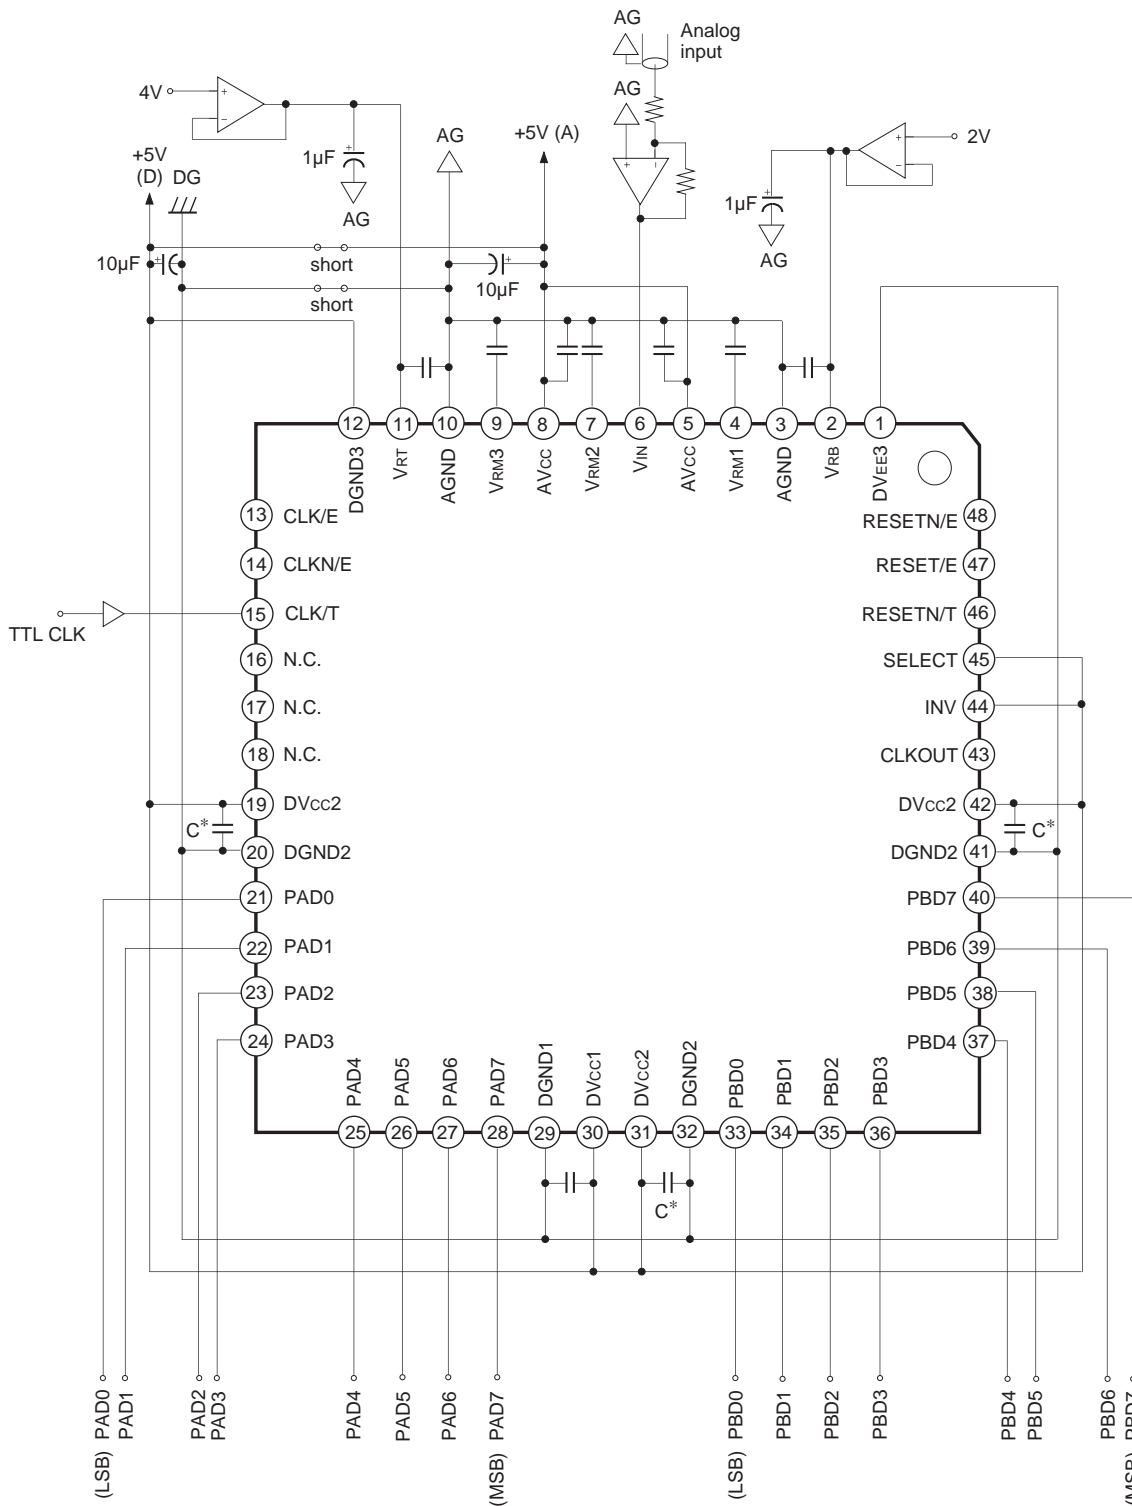 AG
Analog
input
4V
AG
AG
+5V (A)
2V
+5V
(D)
DG
1µF
AG
1µF
AG
10µF
short
10µF
short
12
11
10
9
8
7
6
5
4
3
2
1
DGND3
VRT
AGND
VRM3
AVCC
VRM2
VIN
AVCC
VRM1
AGND
VRB
DVEE3
13 CLK/E
14 CLKN/E
15 CLK/T
TTL CLK
16 N.C.
17 N.C.
18 N.C.
19 DVCC2
C*
20 DGND2
21 PAD0
22 PAD1
23 PAD2
24 PAD3
RESETN/E 48
RESET/E 47
RESETN/T 46
SELECT 45
INV 44
CLKOUT 43
DVCC2 42
C*
DGND2 41
PBD7 40
PBD6 39
PBD5 38
PBD4 37
PAD4
PAD5
PAD6
PAD7
DGND1
DVCC1
DVCC2
DGND2
PBD0
PBD1
PBD2
PBD3
25
26
27
28
29
30
31
32
33
34
35
36
C*
(LSB) PAD0
PAD1
PAD2
PAD3
PAD4
PAD5
PAD6
(MSB) PAD7
(LSB) PBD0
PBD1
PBD2
PBD3
PBD4
PBD5
PBD6
(MSB) PBD7